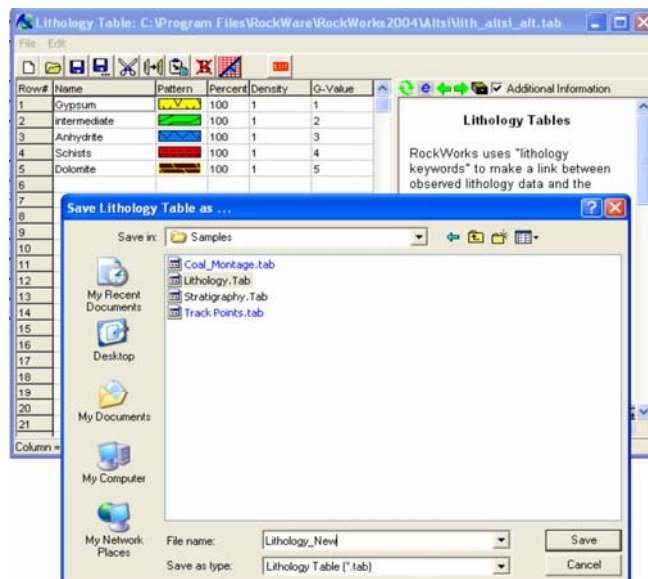 Lithology Table: C:\Program Files\RockWare\RockWorks2004\Altsi\lith_altsi_alt.tab
File Edit
Row# Name Pattern Percent Density G-Value
1 Gypsum 100 1 1
2 intermediate 100 1 2
3 Anhydrite 100 1 3
4 Schists 100 1 4
5 Dolomite 100 1 5
6
7
8
9
10
11
12
13
14
15
16
17
18
19
20
21
Column =
Additional Information
Lithology Tables
RockWorks uses "lithology
keywords" to make a link between
observed lithology data and the
Save Lithology Table as ...
Save in: Samples
My Recent
Documents
Desktop
My Documents
My Computer
My Network
Places
Coal_Montage.tab
Lithology.Tab
Stratigraphy.Tab
Track Points.tab
File name: Lithology_New Save
Save as type: Lithology Table (*.tab) Cancel